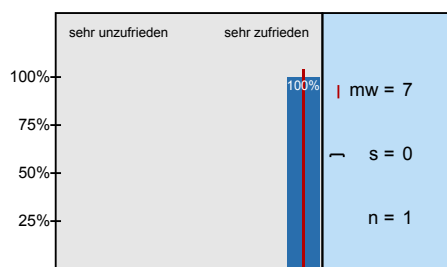 sehr unzufrieden sehr zufrieden
100%
100%
mw = 7
75%
50%
s = 0
25%
n = 1